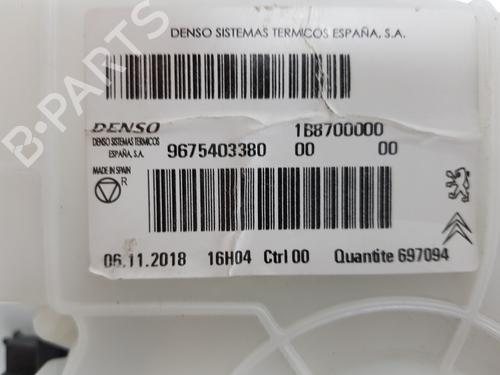 DENSO SISTEMAS TERMICOS ESPAÑA, S.A.
DENSO
DENSO SISTEMAS TERMICOS
ESPAÑA, S.A.
MADE IN SPAIN
R
1B8700000
9675403380 00 00
06.11.2018 16H04 Ctrl 00 Quantite 697094
B-PARTS